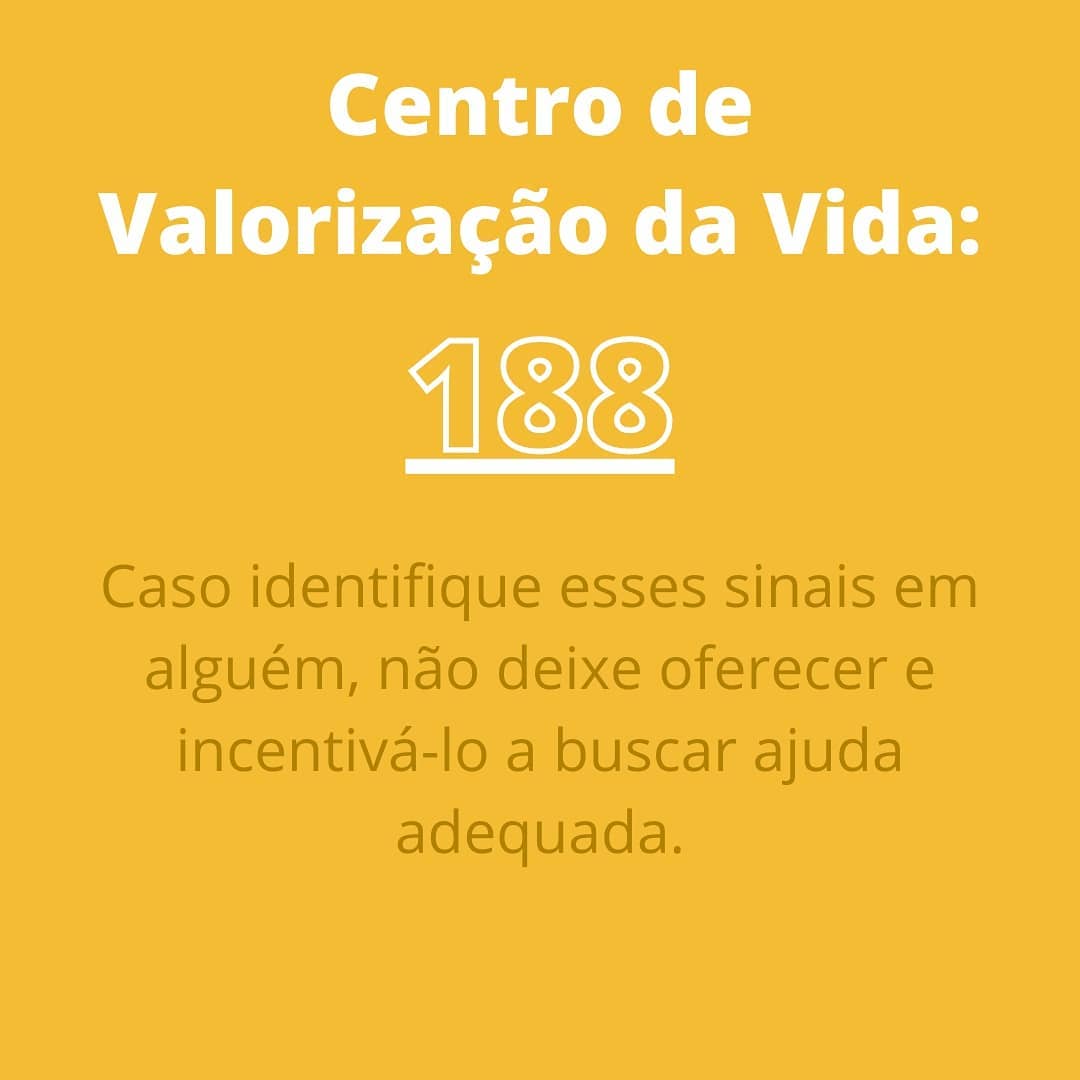 Centro de
Valorização da Vida:
188
Caso identifique esses sinais em
alguém, não deixe oferecer e
incentivá-lo a buscar ajuda
adequada.